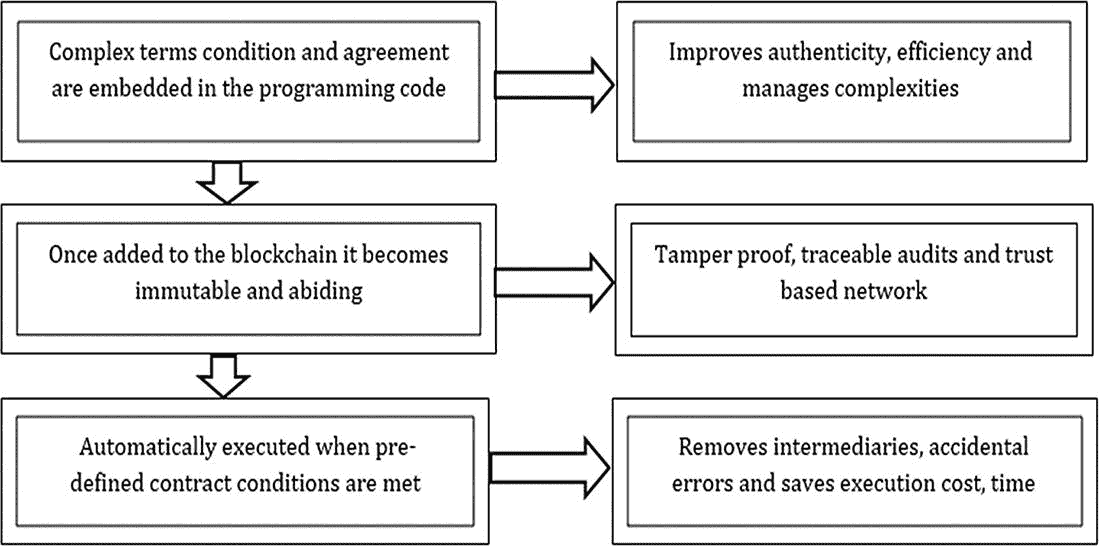 Complex terms condition and agreement
are embedded in the programming code
Improves authenticity, efficiency and
manages complexities
Once added to the blockchain it becomes
immutable and abiding
Tamper proof, traceable audits and trust
based network
Automatically executed when pre-
defined contract conditions are met
Removes intermediaries, accidental
errors and saves execution cost, time